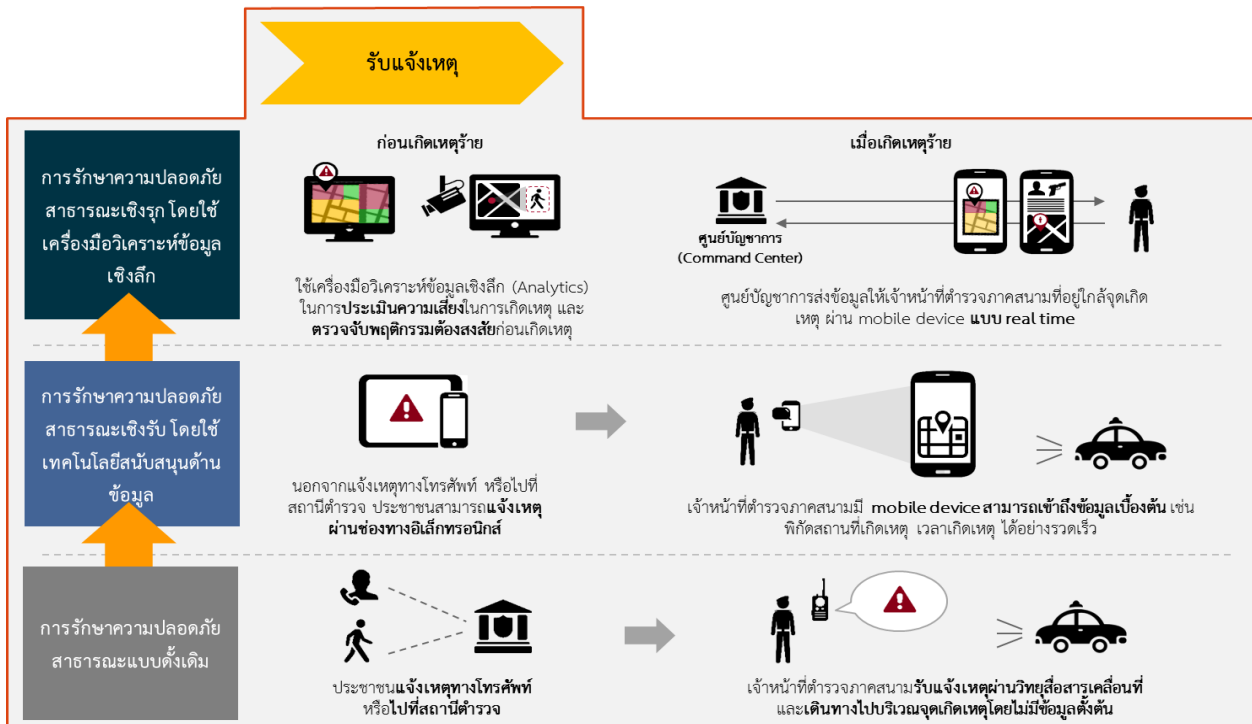 รับแจ้งเหตุ
การรักษาความปลอดภัย
สาธารณะเชิงรุก โดยใช้
เครื่องมือวิเคราะห์ข้อมูล
เชิงลึก
ก่อนเกิดเหตุร้าย
ใช้เครื่องมือวิเคราะห์ข้อมูลเชิงลึก (Analytics)
ในการประเมินความเสี่ยงในการเกิดเหตุ และ
ตรวจจับพฤติกรรมต้องสงสัยก่อนเกิดเหตุ
เมื่อเกิดเหตุร้าย
ศูนย์บัญชาการ
(Command Center)
ศูนย์บัญชาการส่งข้อมูลให้เจ้าหน้าที่ตำรวจภาคสนามที่อยู่ใกล้จุดเกิด
เหตุ ผ่าน mobile device แบบ real time
การรักษาความปลอดภัย
สาธารณะเชิงรับ โดยใช้
เทคโนโลยีสนับสนุนด้าน
ข้อมูล
นอกจากแจ้งเหตุทางโทรศัพท์ หรือไปที่
สถานีตำรวจ ประชาชนสามารถแจ้งเหตุ
ผ่านช่องทางอิเล็กทรอนิกส์
เจ้าหน้าที่ตำรวจภาคสนามมี mobile device สามารถเข้าถึงข้อมูลเบื้องต้น เช่น
พิกัดสถานที่เกิดเหตุ เวลาเกิดเหตุ ได้อย่างรวดเร็ว
การรักษาความปลอดภัย
สาธารณะแบบดั้งเดิม
ประชาชนแจ้งเหตุทางโทรศัพท์
หรือไปที่สถานีตำรวจ
เจ้าหน้าที่ตำรวจภาคสนามรับแจ้งเหตุผ่านวิทยุสื่อสารเคลื่อนที่
และเดินทางไปบริเวณจุดเกิดเหตุโดยไม่มีข้อมูลตั้งต้น